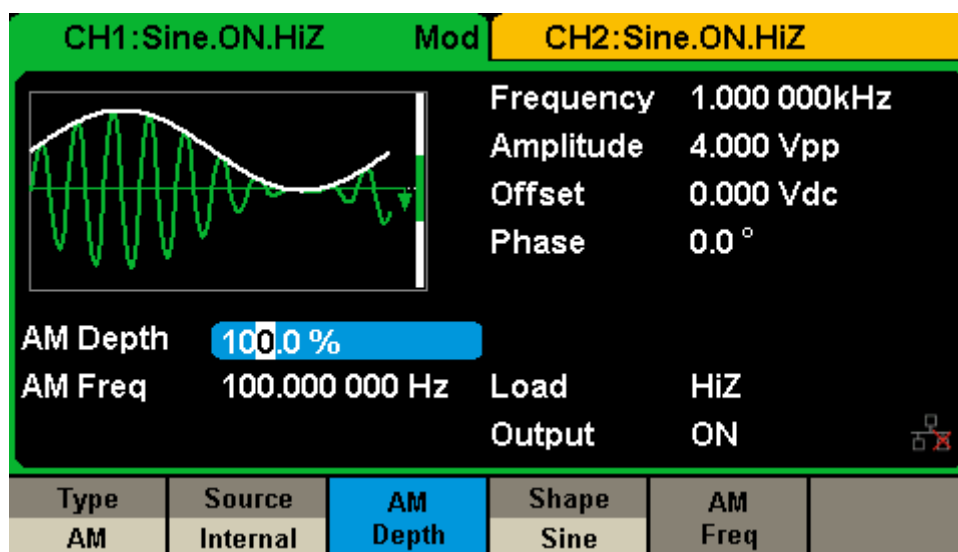 CH1:Sine.ON.HiZ Mod CH2:Sine.ON.HiZ
Frequency 1.000 000kHz
Amplitude 4.000 Vpp
Offset 0.000 Vdc
Phase 0.0 °
AM Depth 100.0 %
AM Freq 100.000 000 Hz Load HiZ
Output ON
Type Source AM Depth Shape AM Freq
AM Internal Sine